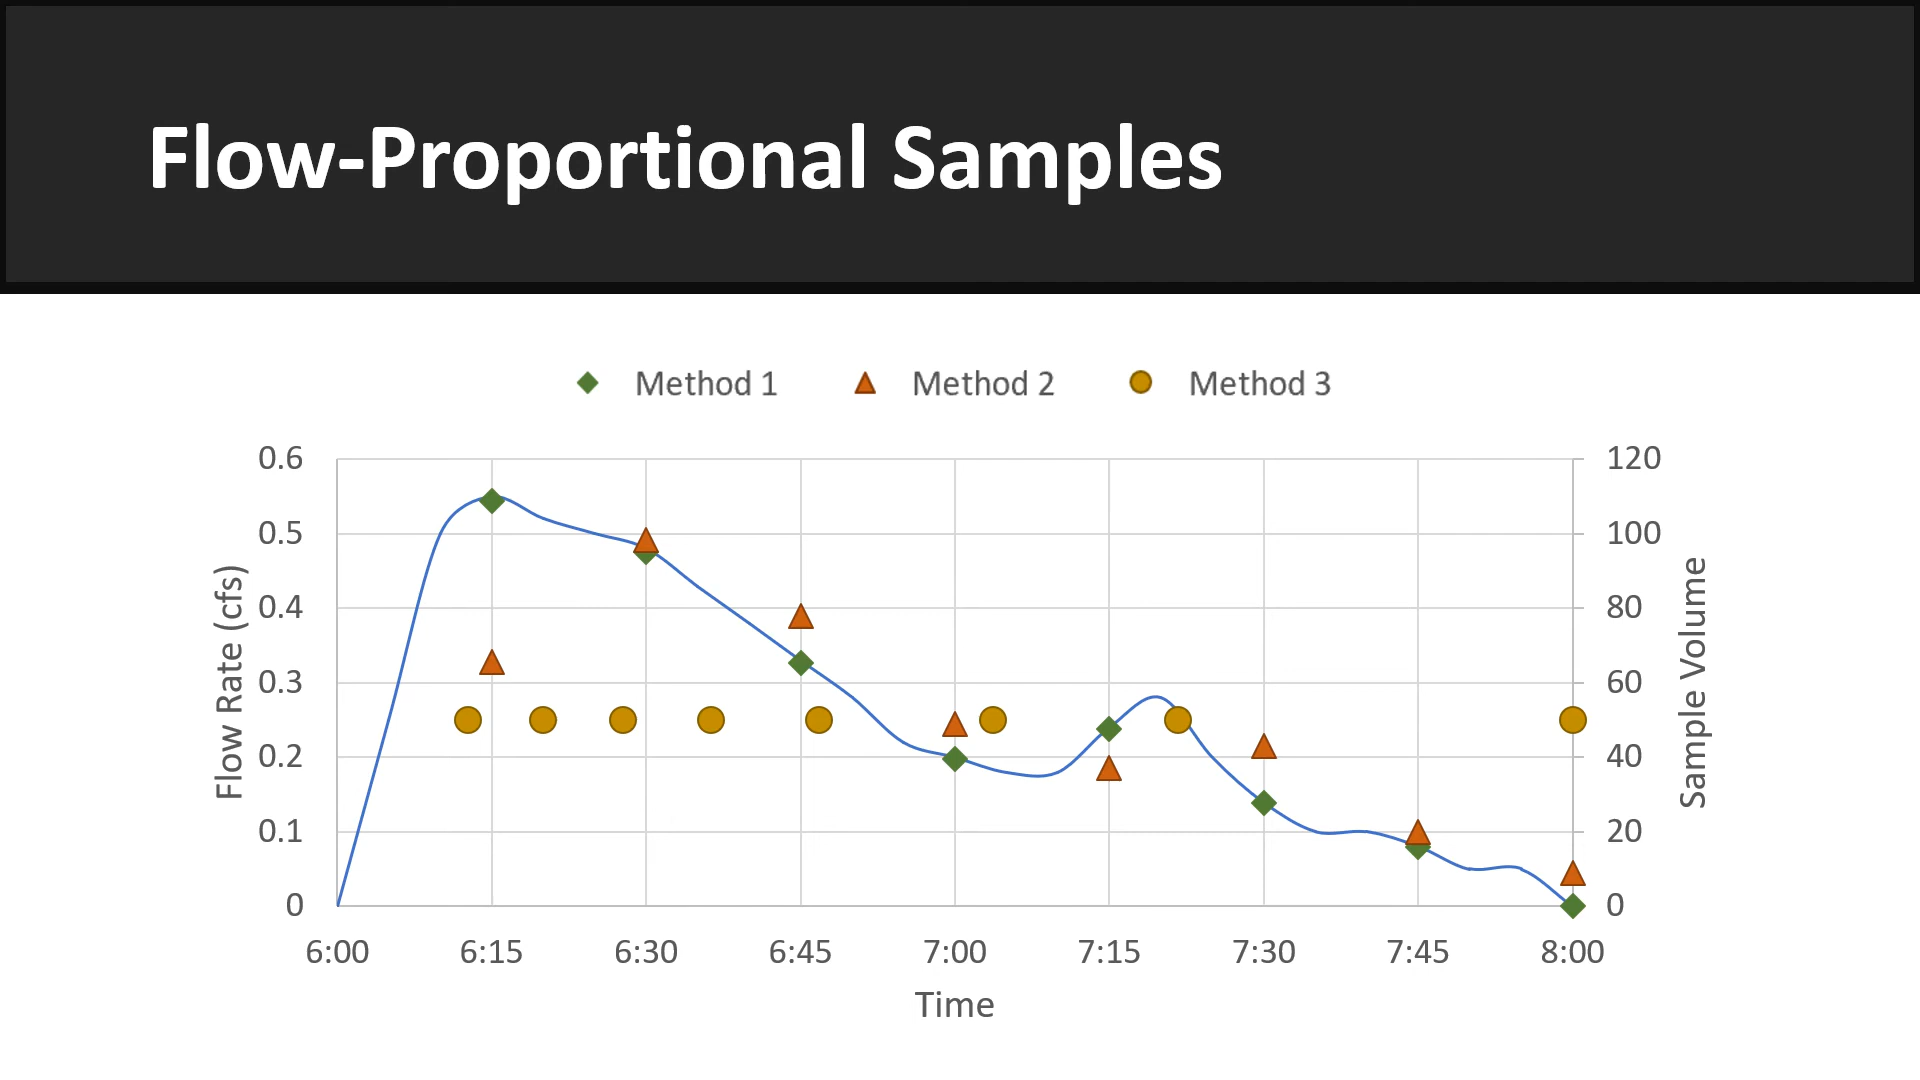 Flow-Proportional Samples
Method 1 Method 2 Method 3
Flow Rate (cfs)
0.6
0.5
0.4
0.3
0.2
0.1
0
120
100
80
60
40
20
0
Sample Volume
6:00 6:15 6:30 6:45 7:00 7:15 7:30 7:45 8:00
Time